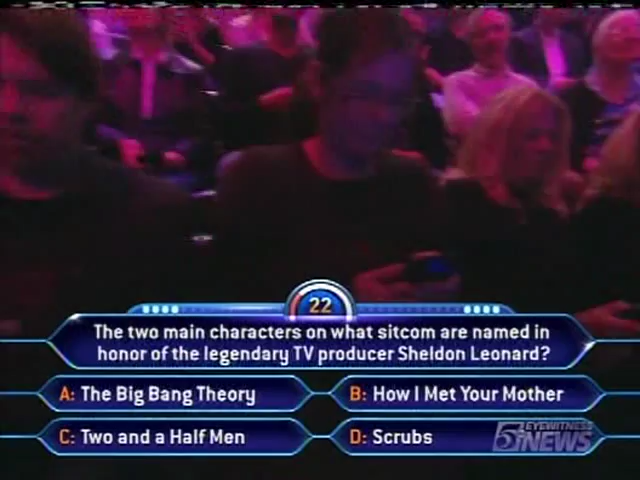 22
The two main characters on what sitcom are named in
honor of the legendary TV producer Sheldon Leonard?
A: The Big Bang Theory
B: How I Met Your Mother
C: Two and a Half Men
D: Scrubs
5 EYEWITNESS
NEWS